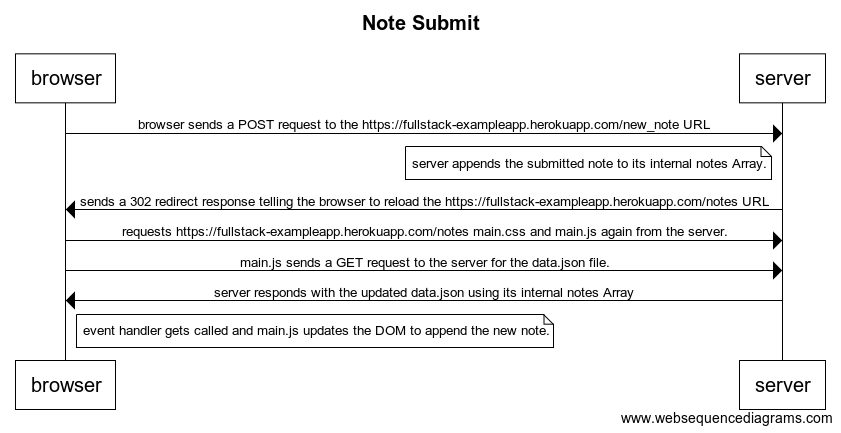 Note Submit
browser server
browser sends a POST request to the https://fullstack-exampleapp.herokuapp.com/new_note URL
server appends the submitted note to its internal notes Array.
sends a 302 redirect response telling the browser to reload the https://fullstack-exampleapp.herokuapp.com/notes URL
requests https://fullstack-exampleapp.herokuapp.com/notes main.css and main.js again from the server.
main.js sends a GET request to the server for the data.json file.
server responds with the updated data.json using its internal notes Array
event handler gets called and main.js updates the DOM to append the new note.
browser server
www.websequencediagrams.com